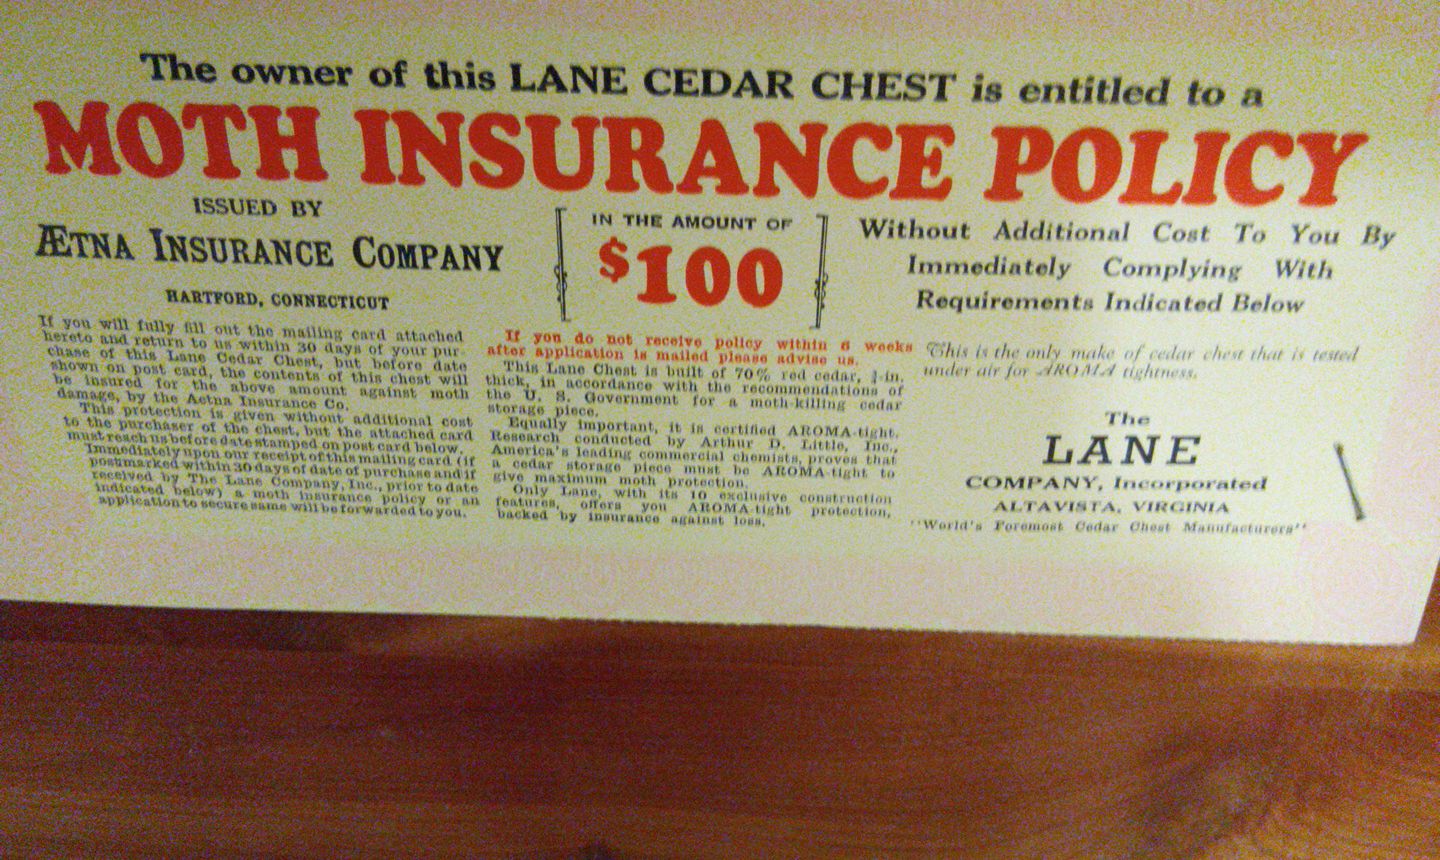 The owner of this LANE CEDAR CHEST is entitled to a
MOTH INSURANCE POLICY
ISSUED BY
ÆTNA INSURANCE COMPANY
HARTFORD, CONNECTICUT
IN THE AMOUNT OF
$100
Without Additional Cost To You By
Immediately Complying With
Requirements Indicated Below
If you will fully fill out the mailing card attached
hereto and return to us within 30 days of your pur-
chase of this Lane Cedar Chest, but before date
shown on post card, the contents of this chest will
be insured for the above amount against moth
damage, by the Aetna Insurance Co.
This protection is given without additional cost
to the purchaser of the chest, but the attached card
must reach us before date stamped on post card below.
Immediately upon our receipt of this mailing card (if
postmarked within 30 days of date of purchase and if
received by The Lane Company, Inc., prior to date
indicated below) a moth insurance policy or an
application to secure same will be forwarded to you.
If you do not receive policy within 6 weeks
after application is mailed please advise us.
This Lane Chest is built of 70% red cedar, ¾-in.
thick, in accordance with the recommendations of
the U. S. Government for a moth-killing cedar
storage piece.
Equally important, it is certified AROMA-tight.
Research conducted by Arthur D. Little, Inc.,
America's leading commercial chemists, proves that
a cedar storage piece must be AROMA-tight to
give maximum moth protection.
Only Lane, with its 10 exclusive construction
features, offers you AROMA-tight protection,
backed by insurance against loss.
This is the only make of cedar chest that is tested
under air for AROMA tightness.
The
LANE
COMPANY, Incorporated
ALTAVISTA, VIRGINIA
"World's Foremost Cedar Chest Manufacturers"